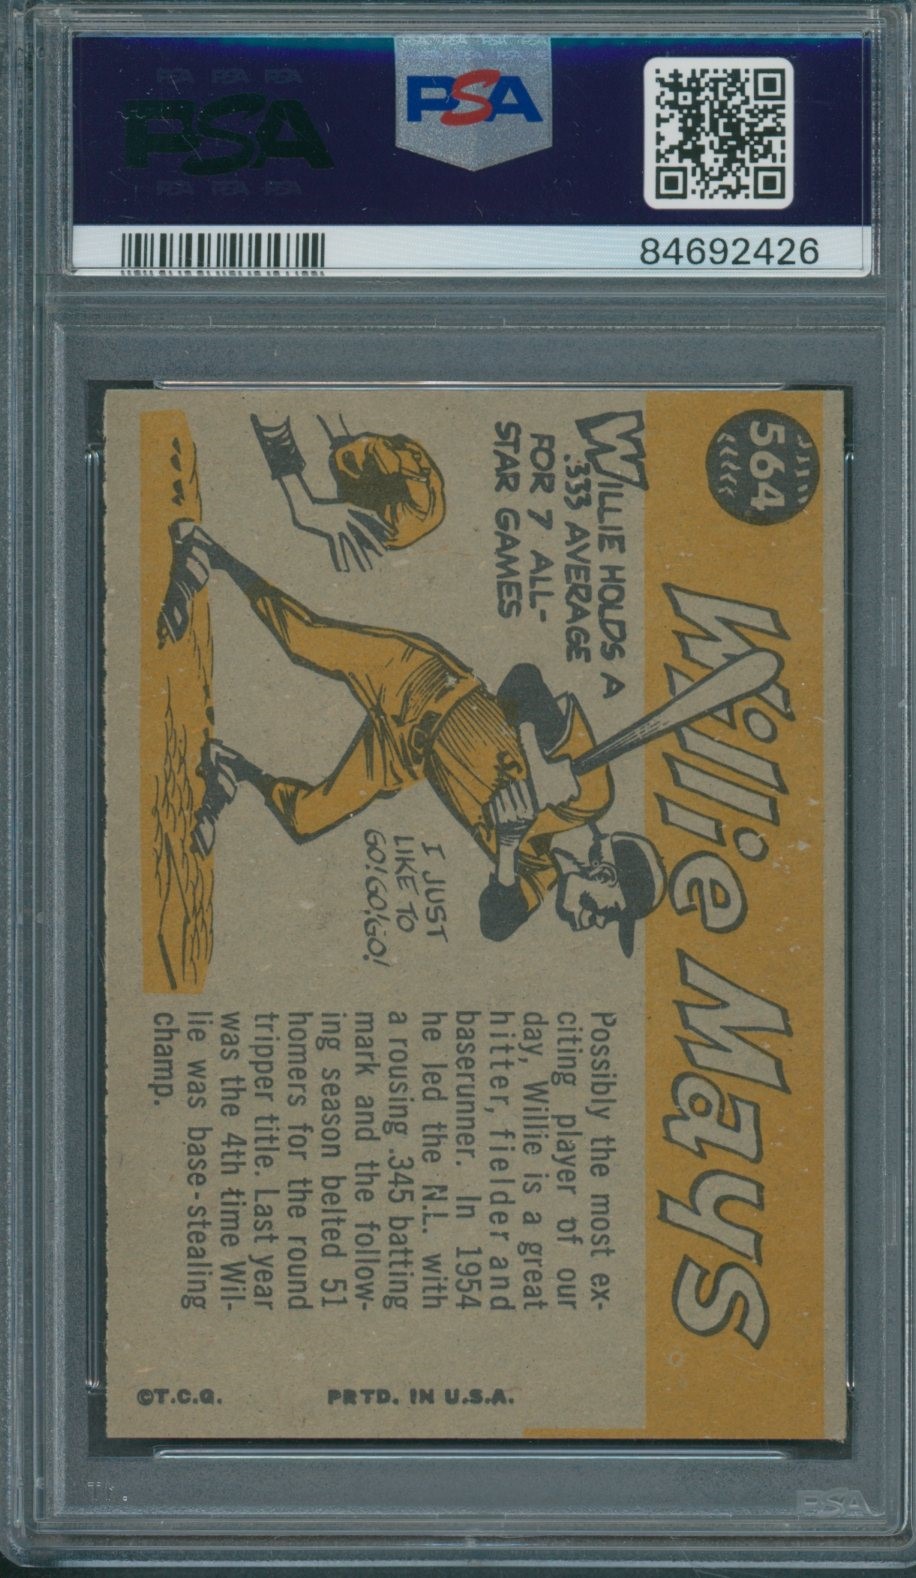 PSA
PSA
84692426
564
Willie Mays
WILLIE HOLDS A
.333 AVERAGE
FOR 7 ALL-
STAR GAMES
I JUST
LIKE TO
GO! GO! GO!
Possibly the most ex-
citing player of our
day, Willie is a great
hitter, fielder and
baserunner. In 1954
he led the N.L. with
a rousing .345 batting
mark and the follow-
ing season belted 51
homers for the round
tripper title. Last year
was the 4th time Wil-
lie was base-stealing
champ.
©T.C.G.
PRTD. IN U.S.A.
PSA